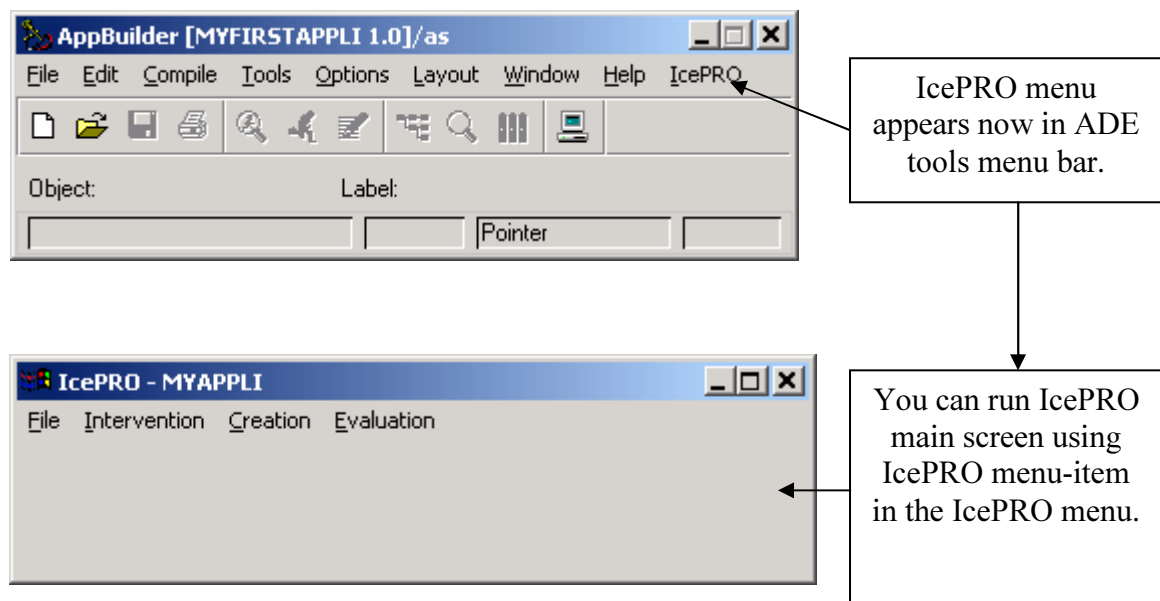 AppBuilder [MYFIRSTAPPLI 1.0]/as
File Edit Compile Tools Options Layout Window Help IcePRO
Object: Label:
Pointer
IcePRO menu
appears now in ADE
tools menu bar.
IcePRO - MYAPPLI
File Intervention Creation Evaluation
You can run IcePRO
main screen using
IcePRO menu-item
in the IcePRO menu.